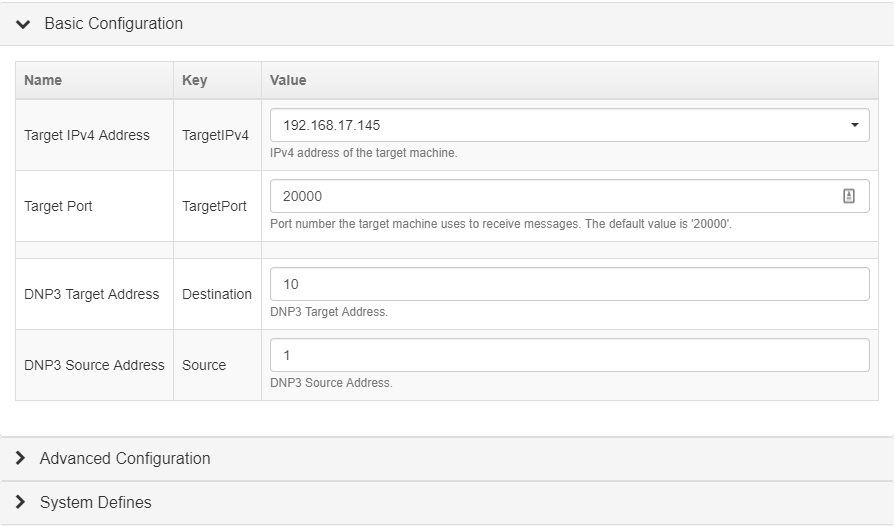 Basic Configuration
Name Key Value
Target IPv4 Address TargetIPv4 192.168.17.145
IPv4 address of the target machine.
Target Port TargetPort 20000
Port number the target machine uses to receive messages. The default value is '20000'.
DNP3 Target Address Destination 10
DNP3 Target Address.
DNP3 Source Address Source 1
DNP3 Source Address.
Advanced Configuration
System Defines